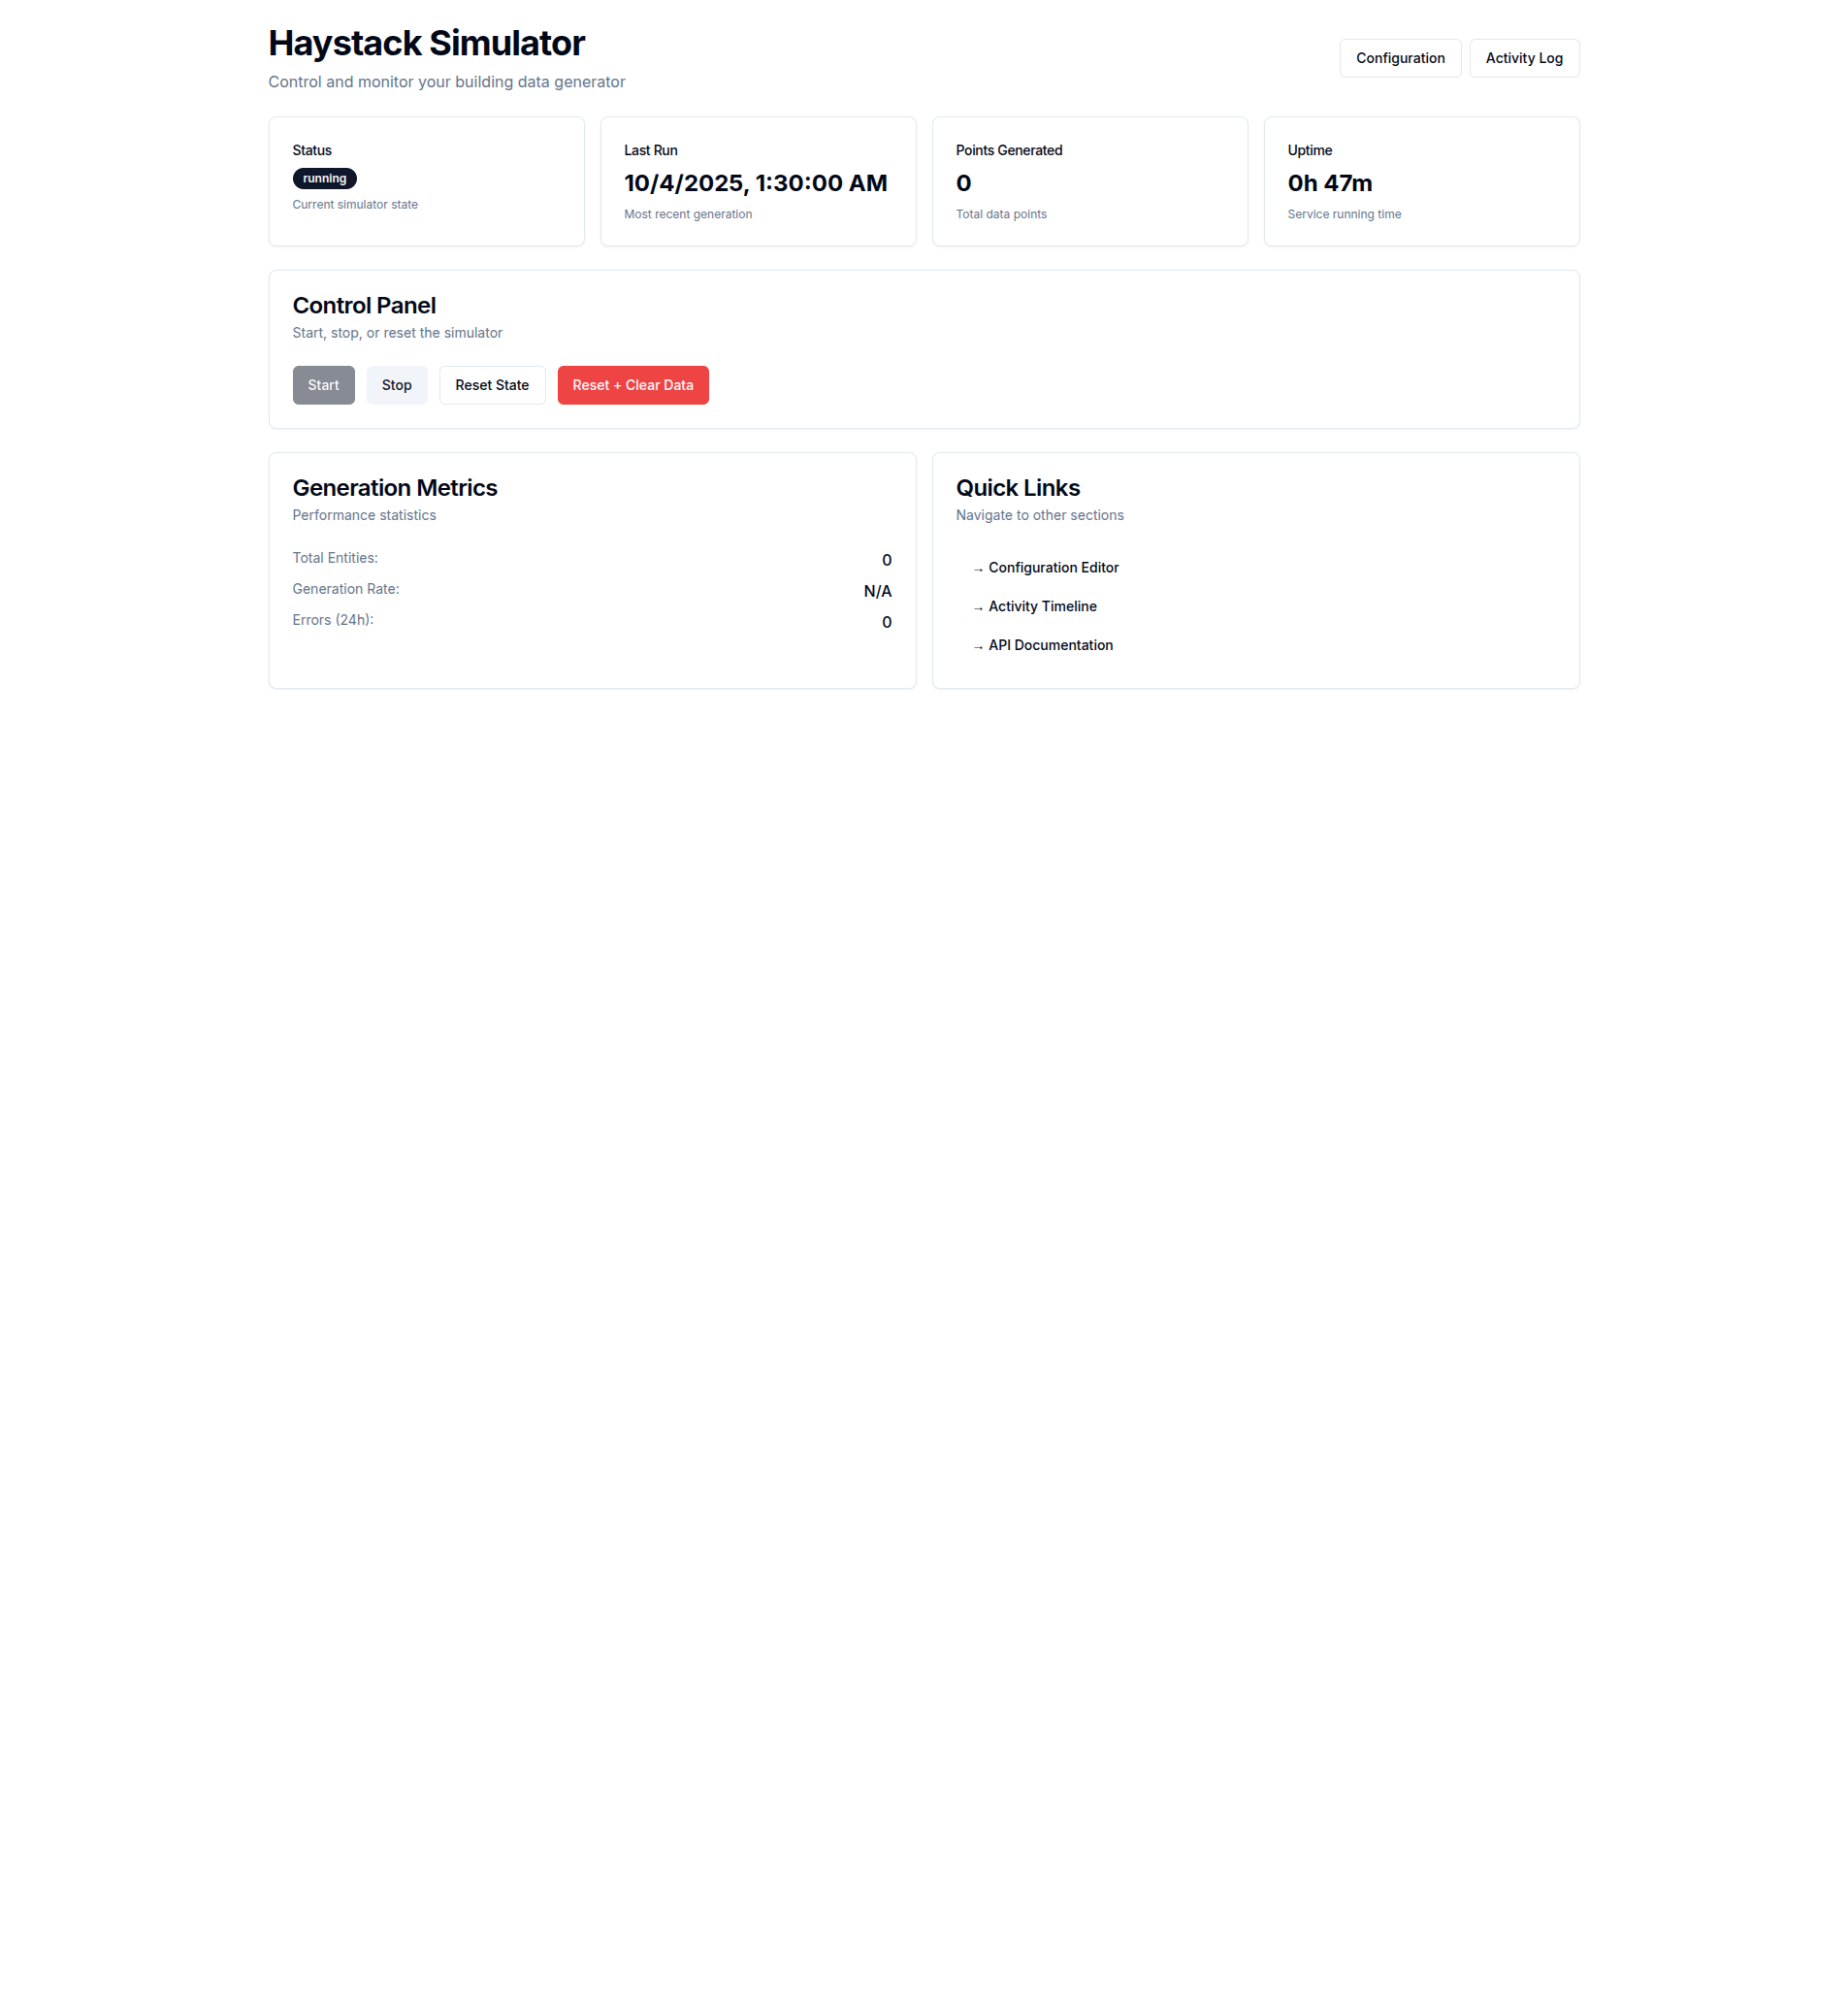 Haystack Simulator
Control and monitor your building data generator
Configuration
Activity Log
Status
running
Current simulator state
Last Run
10/4/2025, 1:30:00 AM
Most recent generation
Points Generated
0
Total data points
Uptime
0h 47m
Service running time
Control Panel
Start, stop, or reset the simulator
Start
Stop
Reset State
Reset + Clear Data
Generation Metrics
Performance statistics
Total Entities: 0
Generation Rate: N/A
Errors (24h): 0
Quick Links
Navigate to other sections
→ Configuration Editor
→ Activity Timeline
→ API Documentation